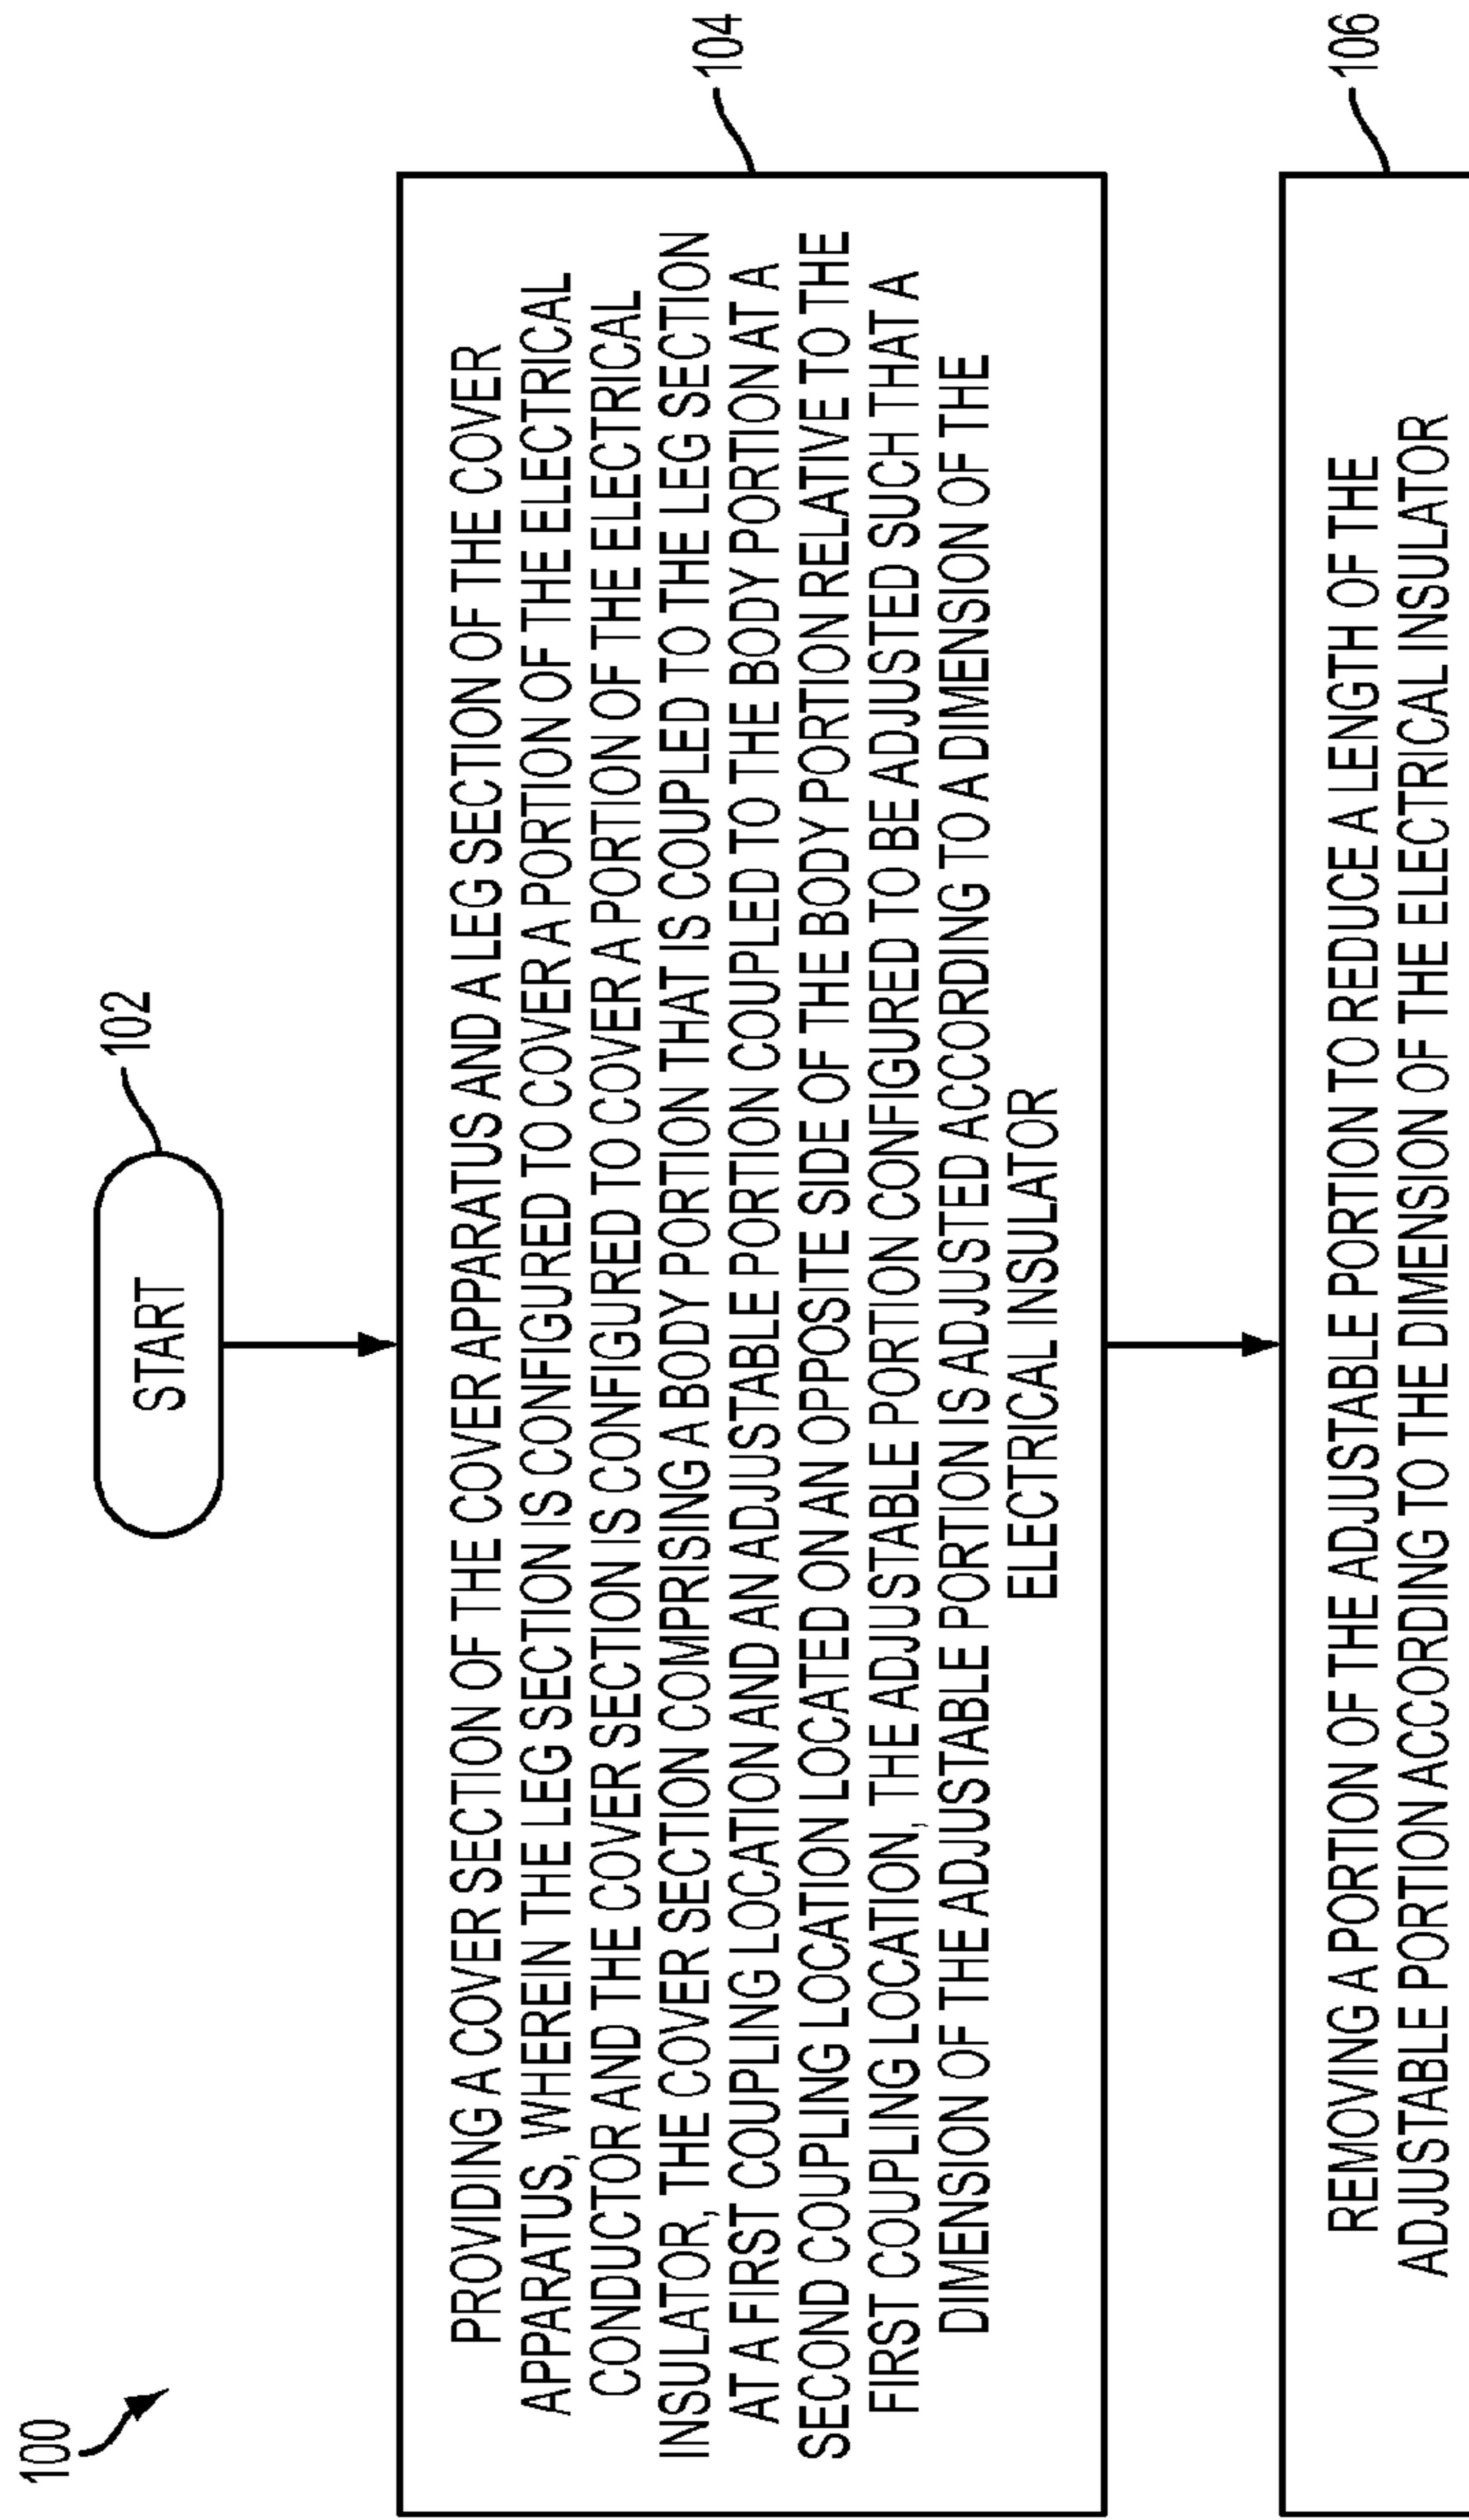 100
START
102
PROVIDING A COVER SECTION OF THE COVER APPARATUS AND A LEG SECTION OF THE COVER
APPARATUS, WHEREIN THE LEG SECTION IS CONFIGURED TO COVER A PORTION OF THE ELECTRICAL
CONDUCTOR AND THE COVER SECTION IS CONFIGURED TO COVER A PORTION OF THE ELECTRICAL
INSULATOR, THE COVER SECTION COMPRISING A BODY PORTION THAT IS COUPLED TO THE LEG SECTION
AT A FIRST COUPLING LOCATION AND AN ADJUSTABLE PORTION COUPLED TO THE BODY PORTION AT A
SECOND COUPLING LOCATION LOCATED ON AN OPPOSITE SIDE OF THE BODY PORTION RELATIVE TO THE
FIRST COUPLING LOCATION, THE ADJUSTABLE PORTION CONFIGURED TO BE ADJUSTED SUCH THAT A
DIMENSION OF THE ADJUSTABLE PORTION IS ADJUSTED ACCORDING TO A DIMENSION OF THE
ELECTRICAL INSULATOR
104
REMOVING A PORTION OF THE ADJUSTABLE PORTION TO REDUCE A LENGTH OF THE
ADJUSTABLE PORTION ACCORDING TO THE DIMENSION OF THE ELECTRICAL INSULATOR
106